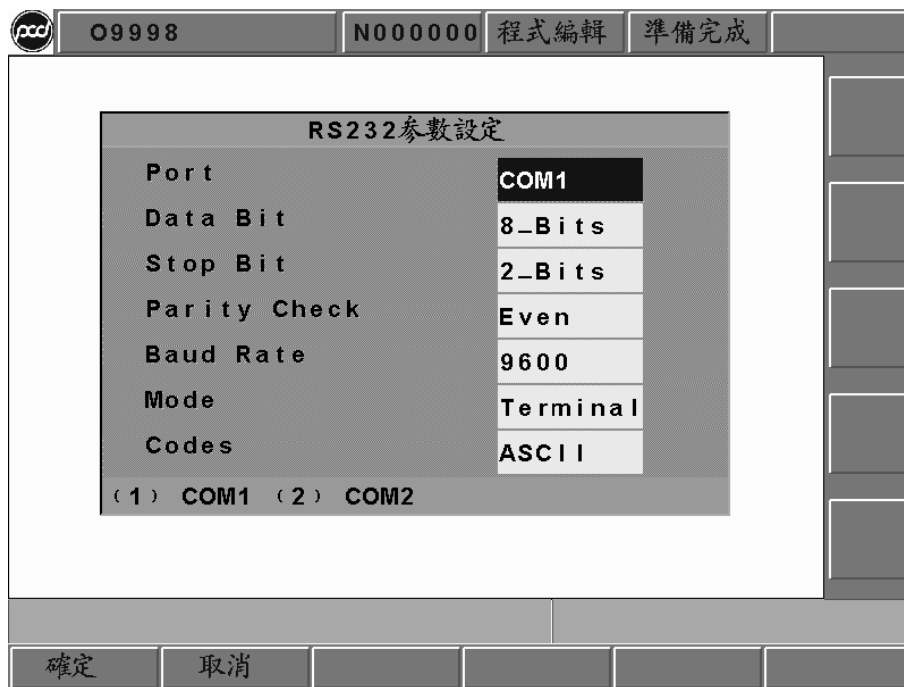 pcd O9998 N000000 程式編輯 準備完成
RS232參數設定
Port COM1
Data Bit 8_Bits
Stop Bit 2_Bits
Parity Check Even
Baud Rate 9600
Mode Terminal
Codes ASCII
(1) COM1 (2) COM2
確定 取消